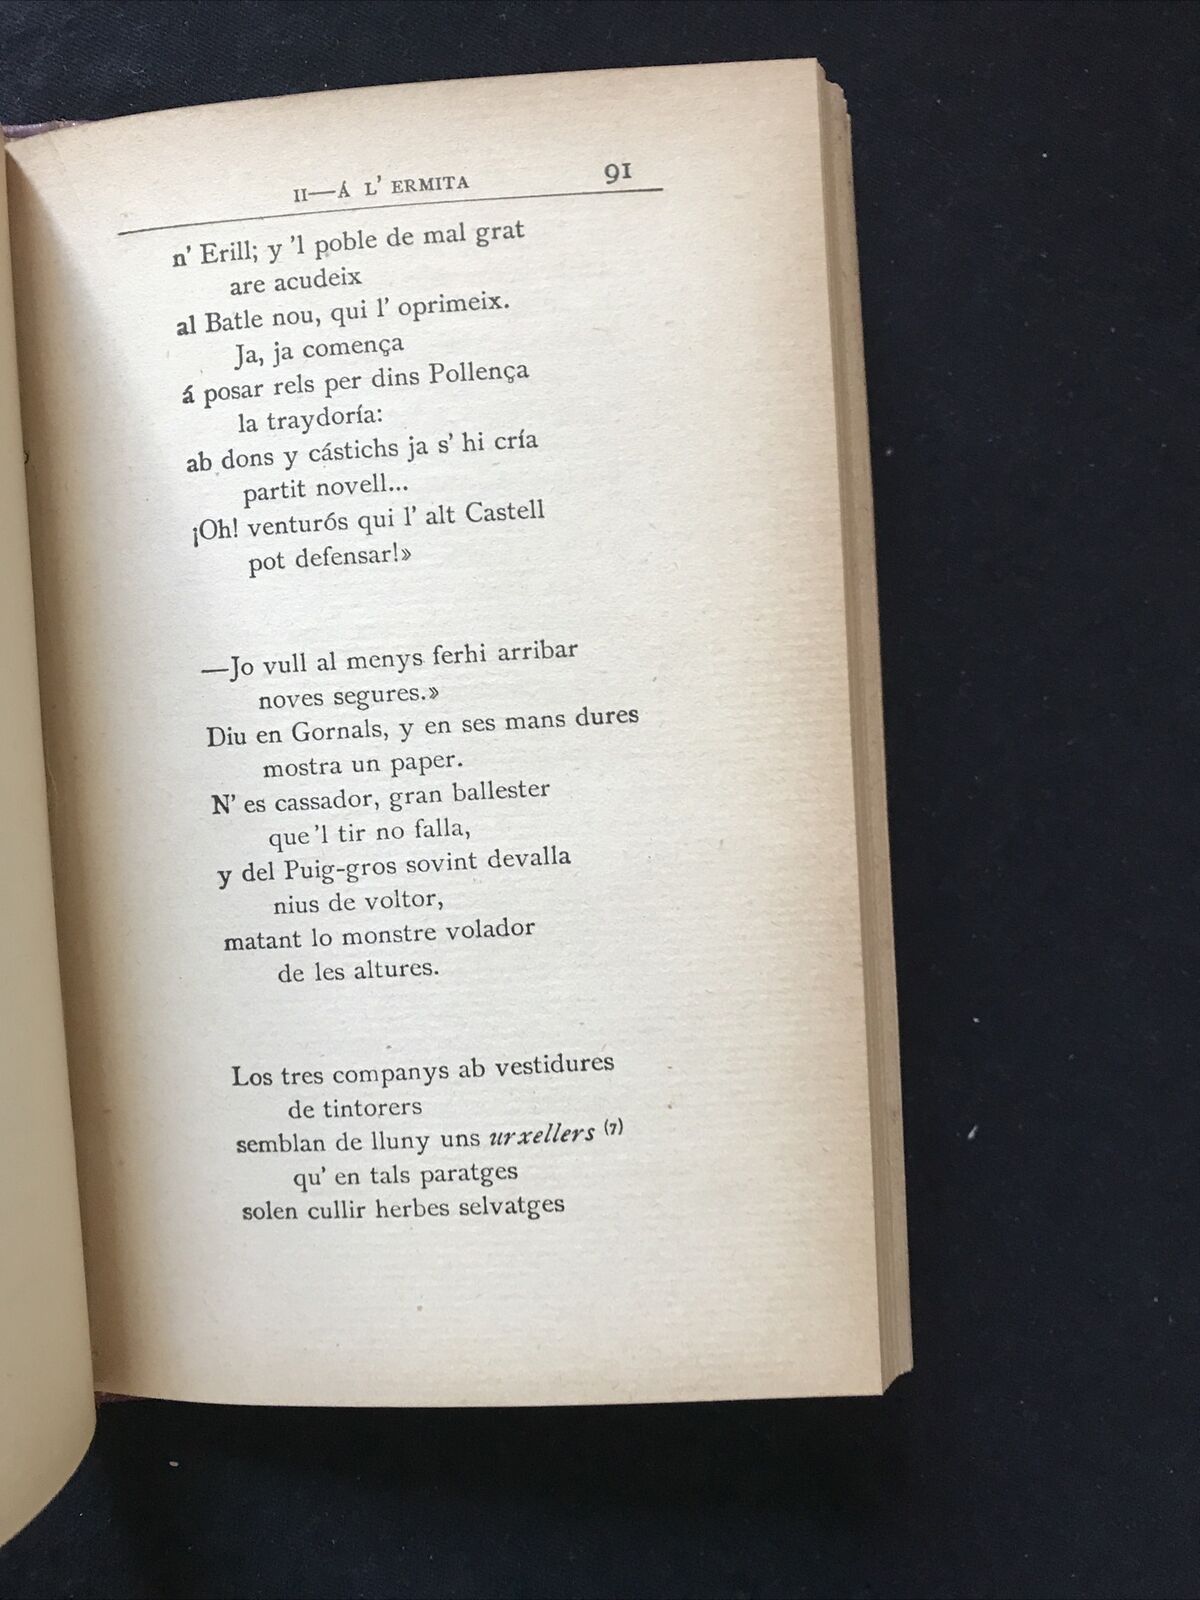 II—Á L' ERMITA 91
n' Erill; y 'l poble de mal grat
are acudeix
al Batle nou, qui l' oprimeix.
Ja, ja comença
á posar rels per dins Pollença
la traydoría:
ab dons y cástichs ja s' hi cría
partit novell...
¡Oh! venturós qui l' alt Castell
pot defensar!»
—Jo vull al menys ferhi arribar
noves segures.»
Diu en Gornals, y en ses mans dures
mostra un paper.
N' es cassador, gran ballester
que 'l tir no falla,
y del Puig-gros sovint devalla
nius de voltor,
matant lo monstre volador
de les altures.
Los tres companys ab vestidures
de tintorers
semblan de lluny uns urxellers (7)
qu' en tals paratges
solen cullir herbes selvatges